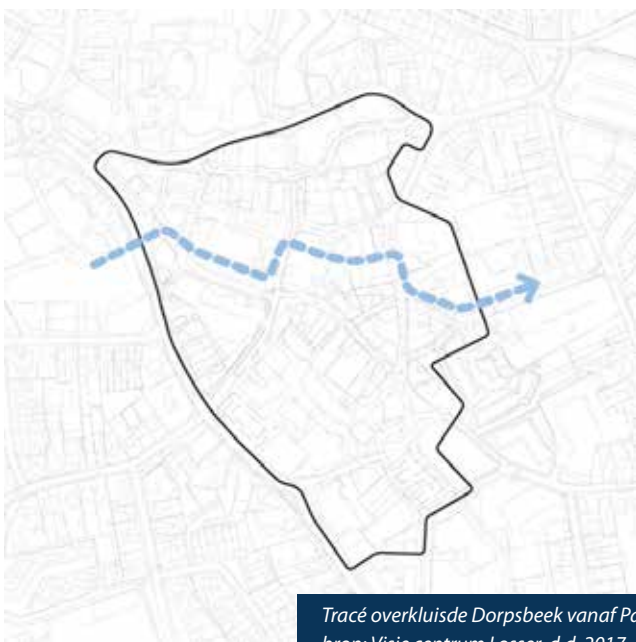 Tracé overkluisde Dorpsbeek vanaf
bron: Visie centrum Losser, d.d. 2017